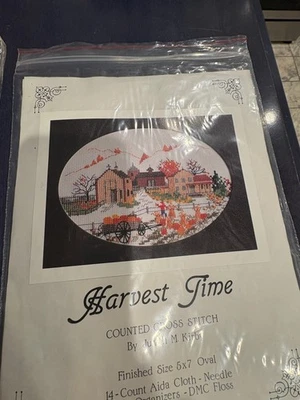 Harvest Time
COUNTED CROSS STITCH
By M
Finished Size 5x7 Oval
14-Count Aida Cloth-Needle
Organizers-DMC Floss